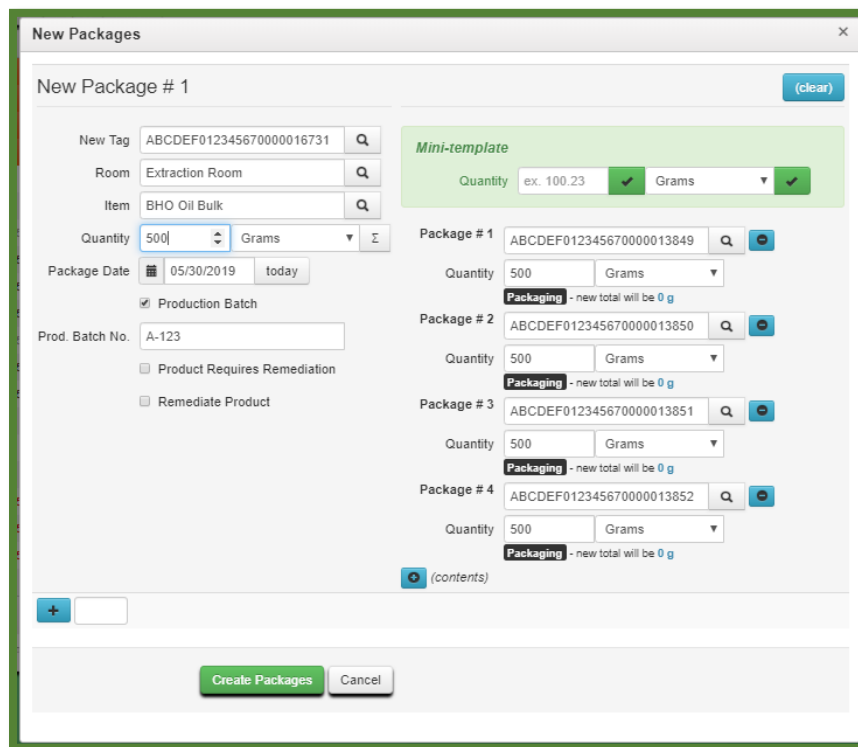 New Packages
×
New Package # 1
(clear)
New Tag ABCDEF012345670000016731
Room Extraction Room
Item BHO Oil Bulk
Quantity 500 Grams Σ
Package Date 05/30/2019 today
Production Batch
Prod. Batch No. A-123
Product Requires Remediation
Remediate Product
Mini-template
Quantity ex. 100.23 Grams
Package # 1 ABCDEF012345670000013849
Quantity 500 Grams
Packaging - new total will be 0 g
Package # 2 ABCDEF012345670000013850
Quantity 500 Grams
Packaging - new total will be 0 g
Package # 3 ABCDEF012345670000013851
Quantity 500 Grams
Packaging - new total will be 0 g
Package # 4 ABCDEF012345670000013852
Quantity 500 Grams
Packaging - new total will be 0 g
(contents)
Create Packages Cancel